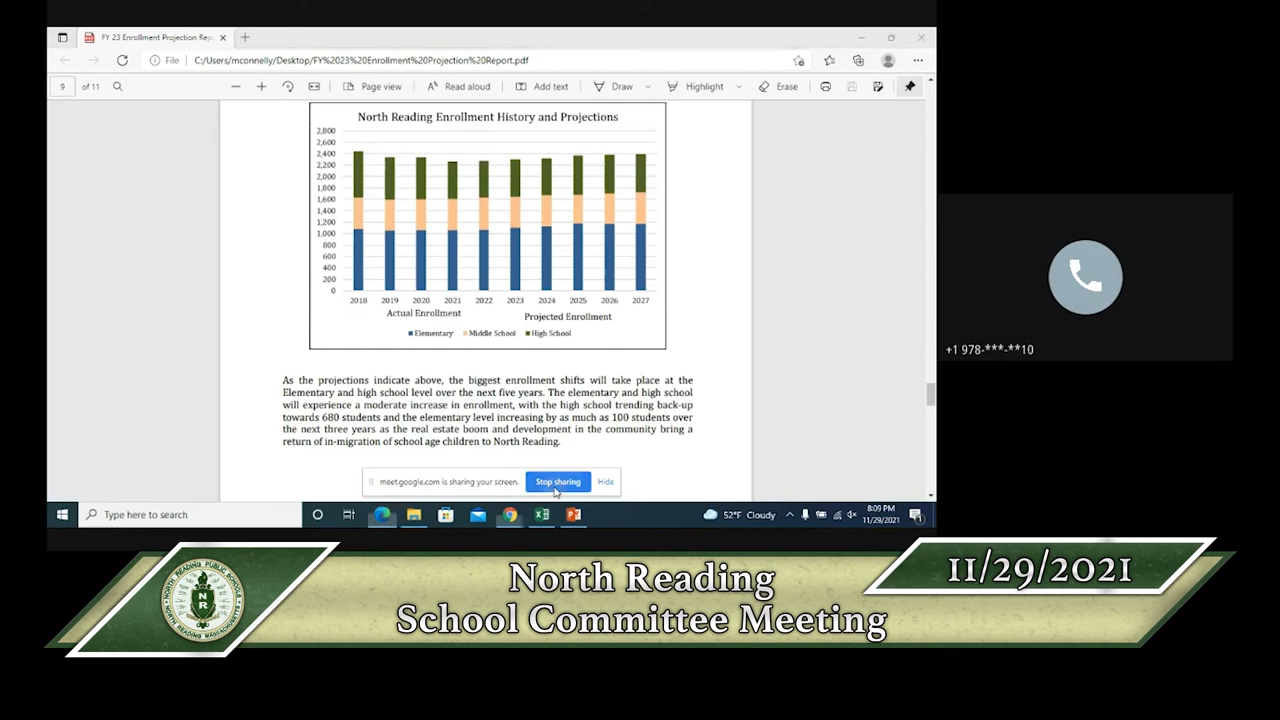 FY 23 Enrollment Projection Rep
File C:/Users/mconnelly/Desktop/FY%2023%20Enrollment%20Projection%20Report.pdf
9 of 11 Page view Read aloud Add text Draw Highlight Erase
North Reading Enrollment History and Projections
2,800
2,600
2,400
2,200
2,000
1,800
1,600
1,400
1,200
1,000
800
600
400
200
0
2018 2019 2020 2021 2022 2023 2024 2025 2026 2027
Actual Enrollment Projected Enrollment
Elementary Middle School High School
As the projections indicate above, the biggest enrollment shifts will take place at the
Elementary and high school level over the next five years. The elementary and high school
will experience a moderate increase in enrollment, with the high school trending back-up
towards 680 students and the elementary level increasing by as much as 100 students over
the next three years as the real estate boom and development in the community bring a
return of in-migration of school age children to North Reading.
meet.google.com is sharing your screen. Stop sharing Hide
Type here to search
52°F Cloudy
8:09 PM
11/29/2021
+1 978-***-**10
North Reading
School Committee Meeting
11/29/2021
NORTH READING PUBLIC SCHOOLS
N R
NORTH READING MASSACHUSETTS